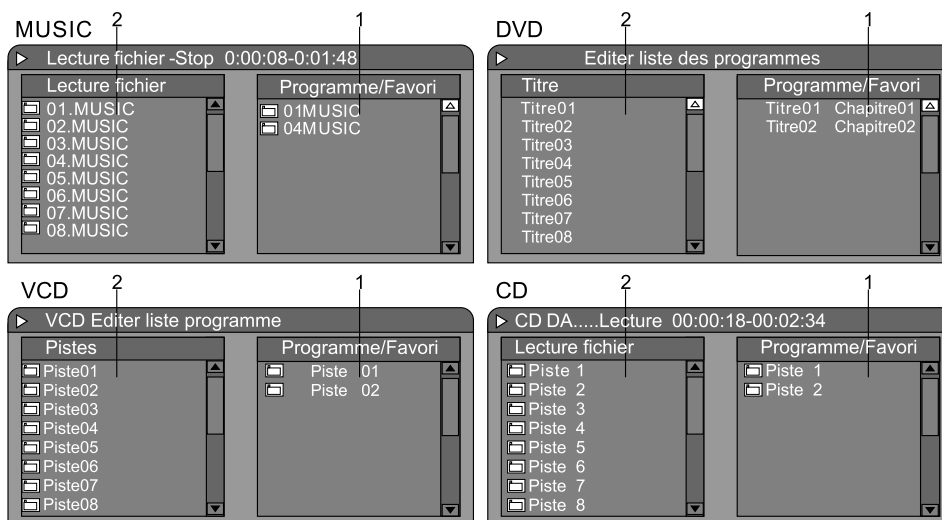 MUSIC
2
1
Lecture fichier -Stop 0:00:08-0:01:48
Lecture fichier
01.MUSIC
02.MUSIC
03.MUSIC
04.MUSIC
05.MUSIC
06.MUSIC
07.MUSIC
08.MUSIC
Programme/Favori
01MUSIC
04MUSIC
DVD
2
1
Editer liste des programmes
Titre
Titre01
Titre02
Titre03
Titre04
Titre05
Titre06
Titre07
Titre08
Programme/Favori
Titre01 Chapitre01
Titre02 Chapitre02
VCD
2
1
VCD Editer liste programme
Pistes
Piste01
Piste02
Piste03
Piste04
Piste05
Piste06
Piste07
Piste08
Programme/Favori
Piste 01
Piste 02
CD
2
1
CD DA.....Lecture 00:00:18-00:02:34
Lecture fichier
Piste 1
Piste 2
Piste 3
Piste 4
Piste 5
Piste 6
Piste 7
Piste 8
Programme/Favori
Piste 1
Piste 2